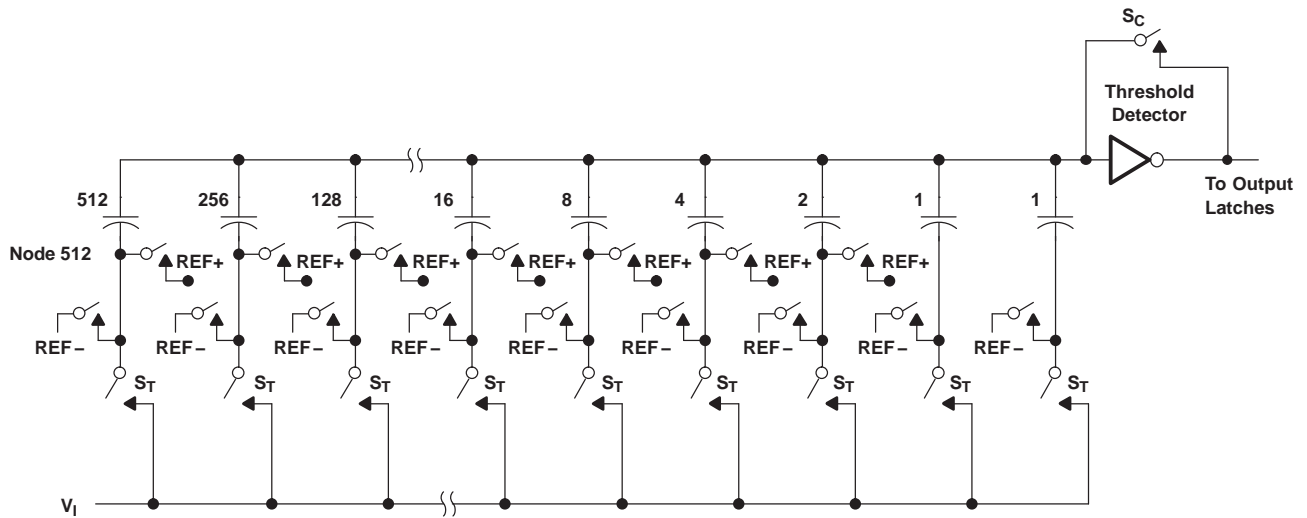 SC
Threshold
Detector
To Output
Latches
512 256 128 16 8 4 2 1 1
Node 512 REF+ REF+ REF+ REF+ REF+ REF+ REF+
REF− REF− REF− REF− REF− REF− REF− REF−
ST ST ST ST ST ST ST ST ST
VI